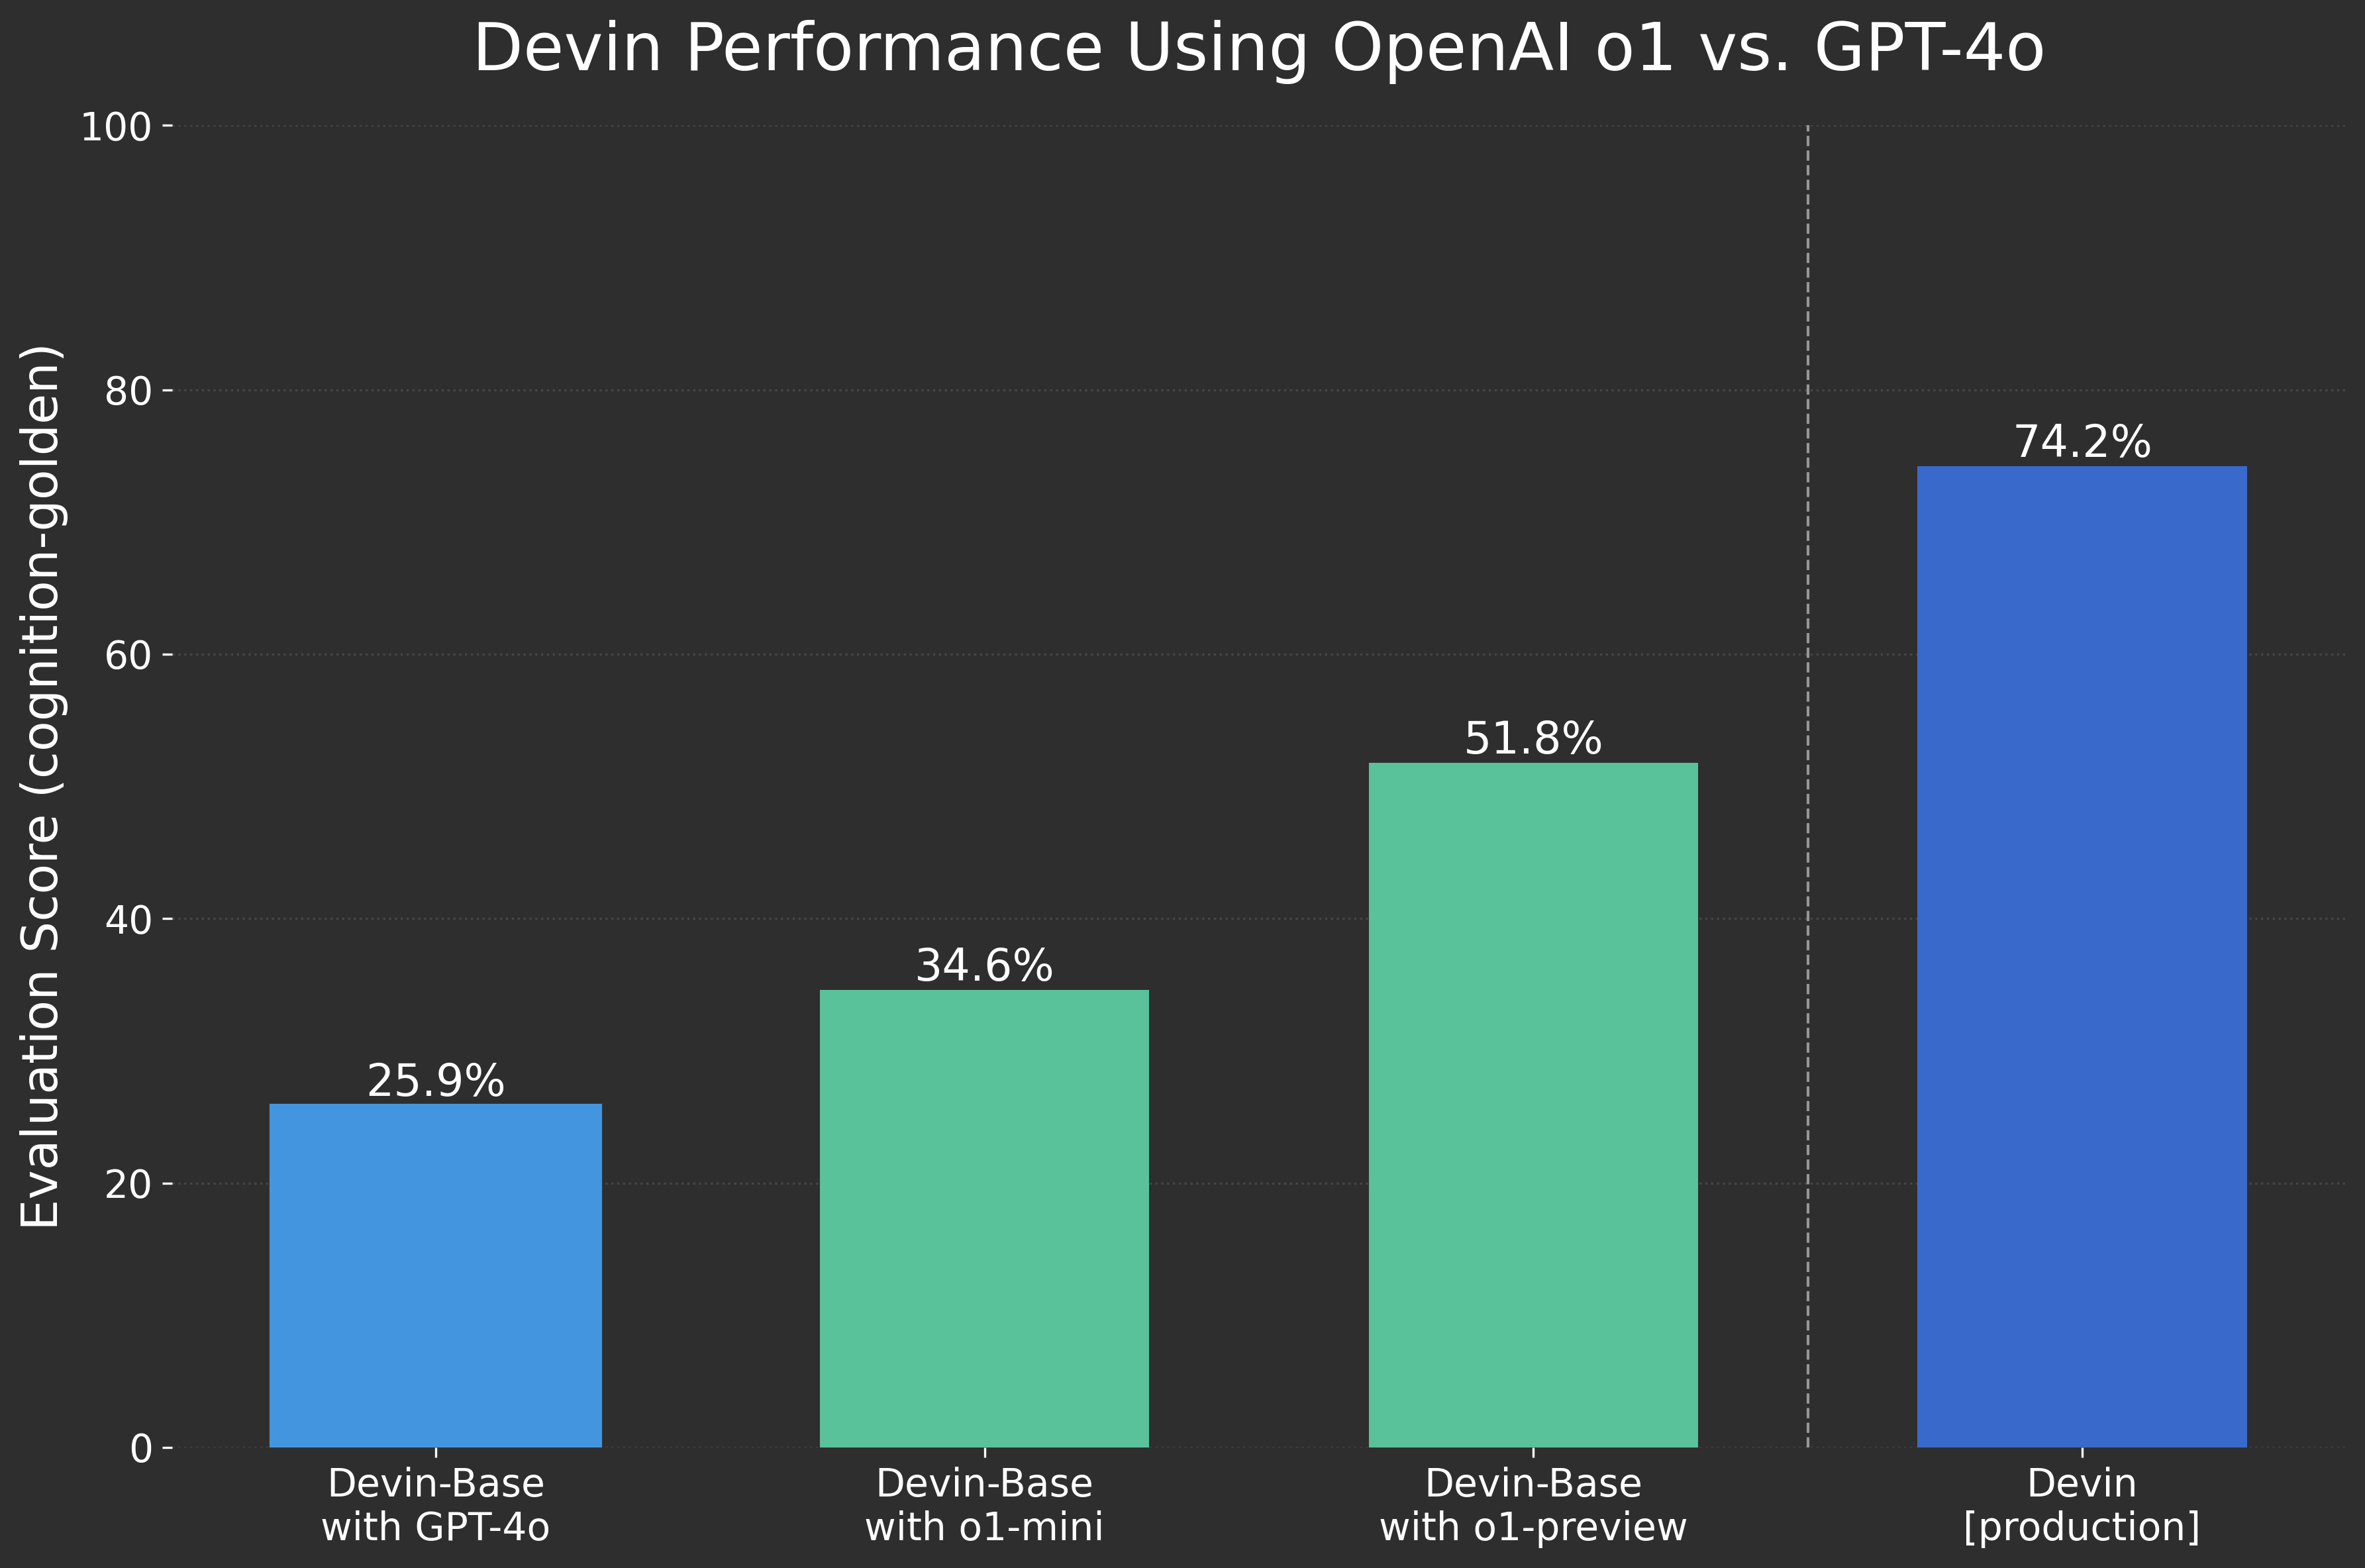 Devin Performance Using OpenAI o1 vs. GPT-4o
Evaluation Score (cognition-golden)
100
80
60
40
20
0
25.9%
34.6%
51.8%
74.2%
Devin-Base
with GPT-4o
Devin-Base
with o1-mini
Devin-Base
with o1-preview
Devin
[production]